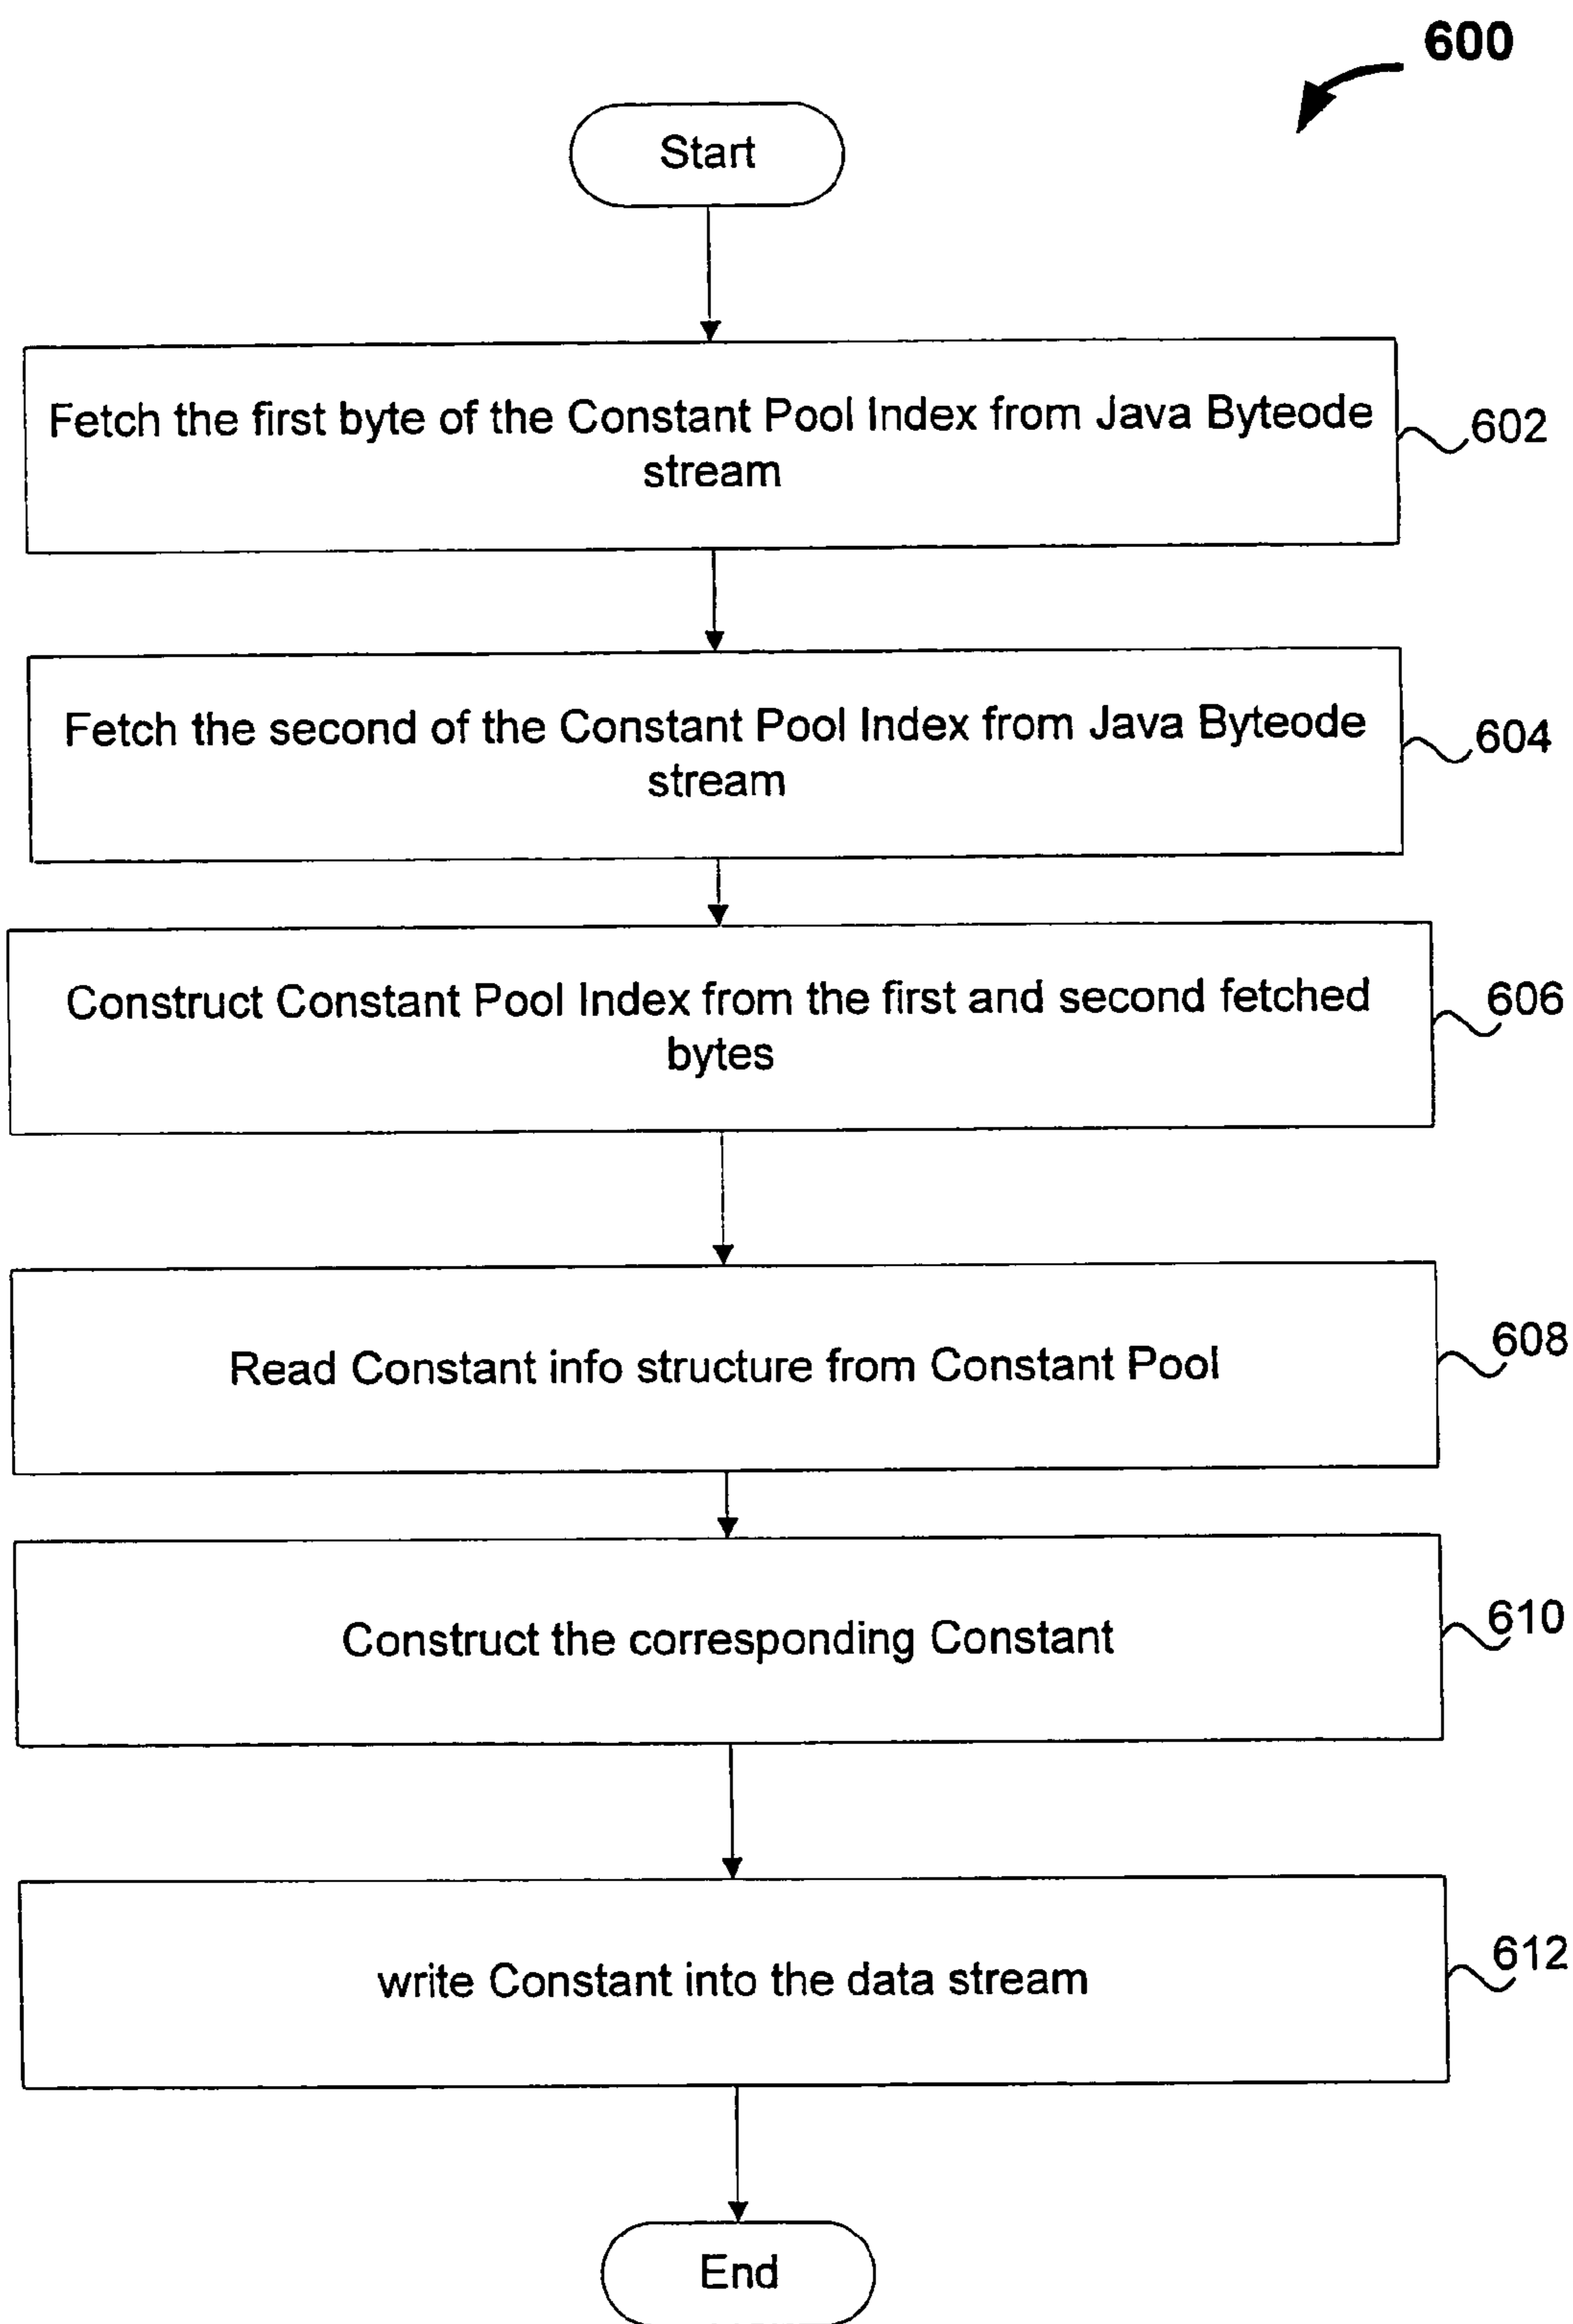 600
Start
Fetch the first byte of the Constant Pool Index from Java Byteode
stream
602
Fetch the second of the Constant Pool Index from Java Byteode
stream
604
Construct Constant Pool Index from the first and second fetched
bytes
606
Read Constant info structure from Constant Pool
608
Construct the corresponding Constant
610
write Constant into the data stream
612
End